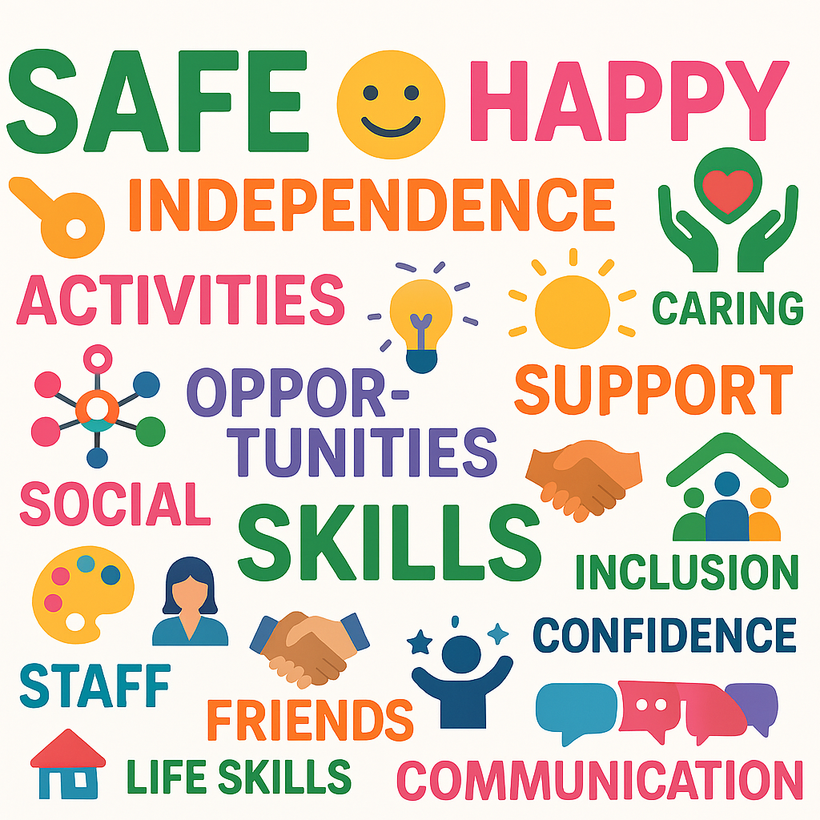 SAFE HAPPY
INDEPENDENCE
ACTIVITIES
CARING
OPPOR-
TUNITIES
SUPPORT
SOCIAL
SKILLS
INCLUSION
CONFIDENCE
STAFF
FRIENDS
LIFE SKILLS
COMMUNICATION